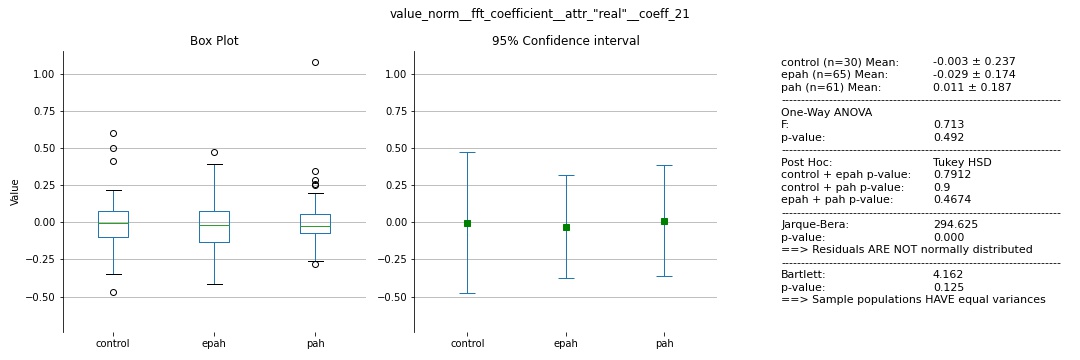 value_norm__fft_coefficient__attr_"real"__coeff_21
Box Plot
Value
1.00
0.75
0.50
0.25
0.00
−0.25
−0.50
control epah pah
95% Confidence interval
1.00
0.75
0.50
0.25
0.00
−0.25
−0.50
control epah pah
control (n=30) Mean: -0.003 ± 0.237
epah (n=65) Mean: -0.029 ± 0.174
pah (n=61) Mean: 0.011 ± 0.187
One-Way ANOVA
F: 0.713
p-value: 0.492
Post Hoc: Tukey HSD
control + epah p-value: 0.7912
control + pah p-value: 0.9
epah + pah p-value: 0.4674
Jarque-Bera: 294.625
p-value: 0.000
==> Residuals ARE NOT normally distributed
Bartlett: 4.162
p-value: 0.125
==> Sample populations HAVE equal variances